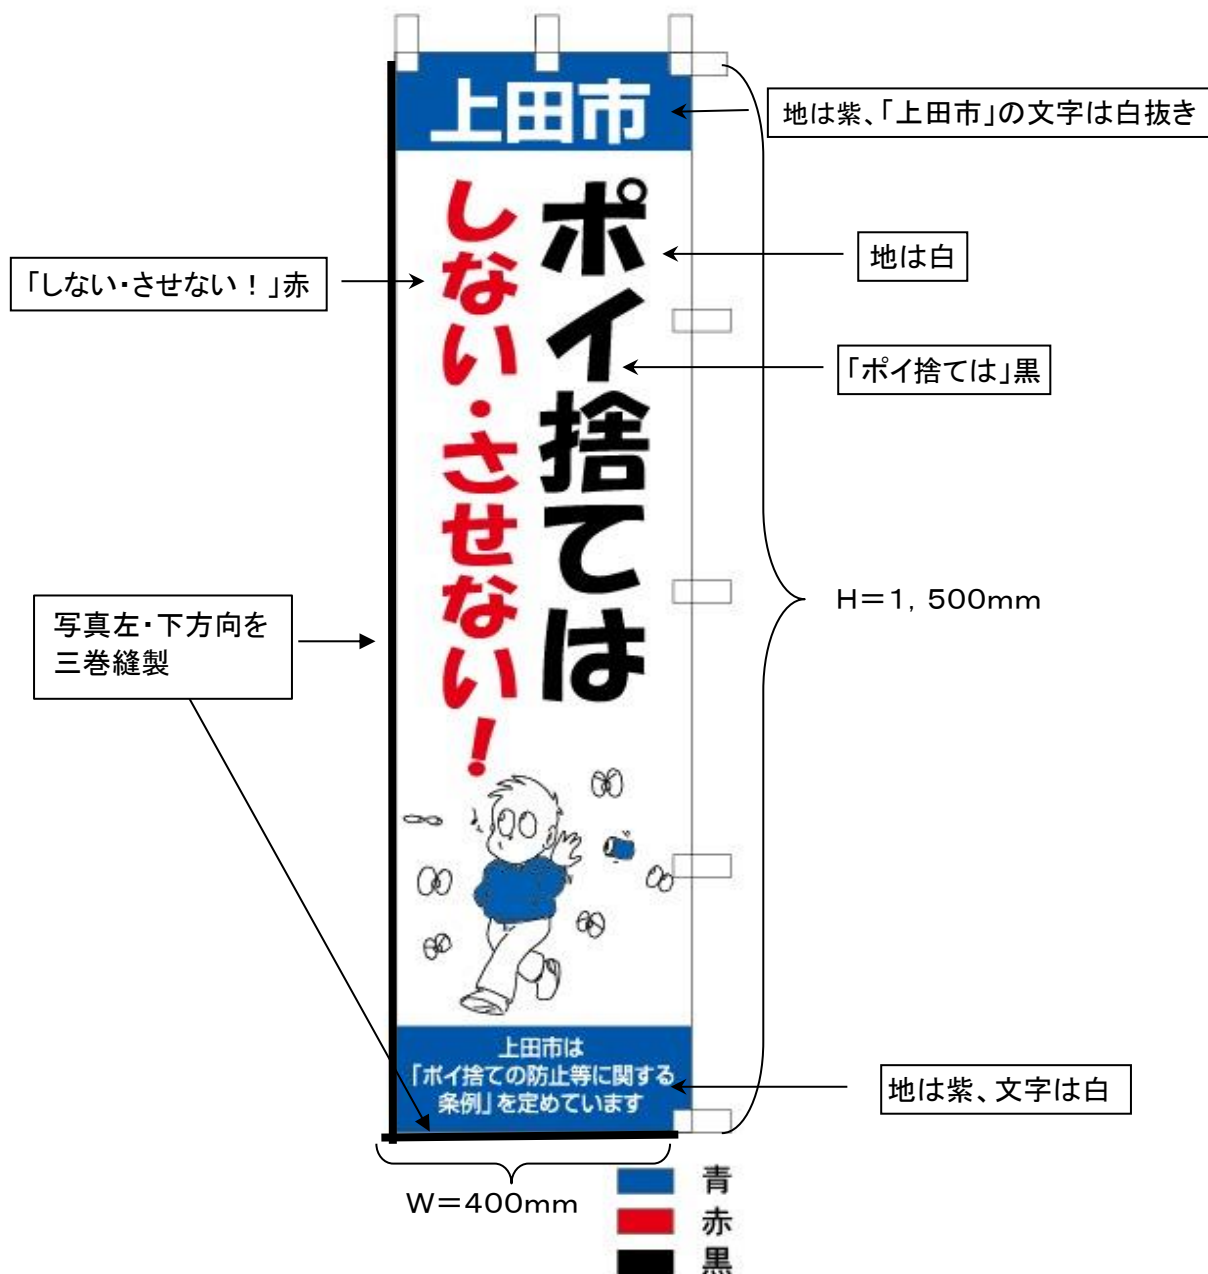 上田市
ポイ捨ては
しない・させない!
上田市は
「ポイ捨ての防止等に関する
条例」を定めています
地は紫、「上田市」の文字は白抜き
地は白
「しない・させない!」赤
「ポイ捨ては」黒
写真左・下方向を
三巻縫製
H=1,500mm
地は紫、文字は白
W=400mm
青
赤
黒